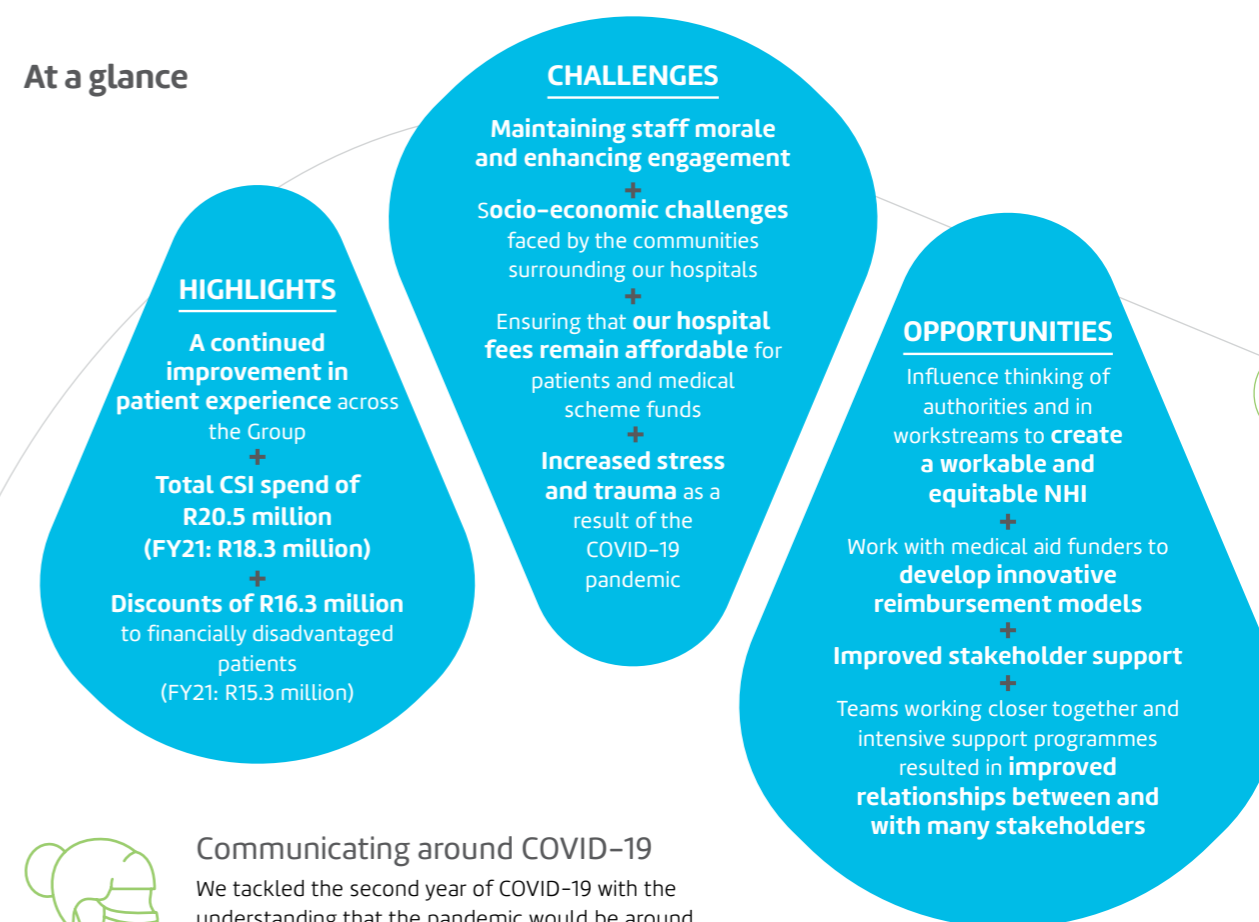 At a glance
HIGHLIGHTS
A continued
improvement in
patient experience across
the Group
+
Total CSI spend of
R20.5 million
(FY21: R18.3 million)
+
Discounts of R16.3 million
to financially disadvantaged
patients
(FY21: R15.3 million)
CHALLENGES
Maintaining staff morale
and enhancing engagement
+
Socio-economic challenges
faced by the communities
surrounding our hospitals
+
Ensuring that our hospital
fees remain affordable for
patients and medical
scheme funds
+
Increased stress
and trauma as a
result of the
COVID-19
pandemic
OPPORTUNITIES
Influence thinking of
authorities and in
workstreams to create
a workable and
equitable NHI
+
Work with medical aid funders to
develop innovative
reimbursement models
+
Improved stakeholder support
+
Teams working closer together and
intensive support programmes
resulted in improved
relationships between and
with many stakeholders
Communicating around COVID-19
We tackled the second year of COVID-19 with the
understanding that the pandemic would be around